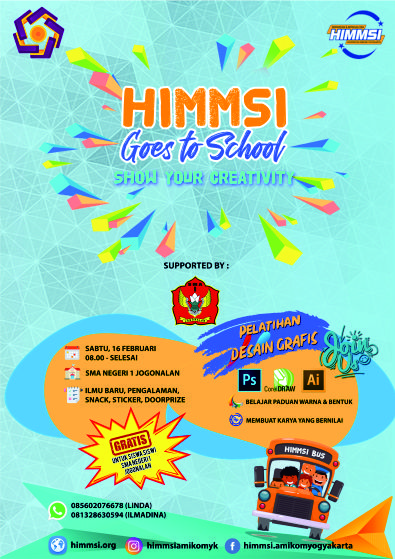 HIMMSI
HIMMSI
Goes to School
SHOW YOUR CREATIVITY
SUPPORTED BY :
PELATIHAN
DESAIN GRAFIS
Join
Us
SABTU, 16 FEBRUARI
08.00 - SELESAI
SMA NEGERI 1 JOGONALAN
ILMU BARU, PENGALAMAN,
SNACK, STICKER, DOORPRIZE
Ps
CorelDRAW
Ai
BELAJAR PADUAN WARNA & BENTUK
MEMBUAT KARYA YANG BERNILAI
GRATIS
UNTUK SISWA SISWI
SMA NEGERI 1
JOGONALAN
HIMMSI BUS
085602076678 (LINDA)
081328630594 (ILMADINA)
himmsi.org
himmsiamikomyk
himmsi.amikomyogyakarta